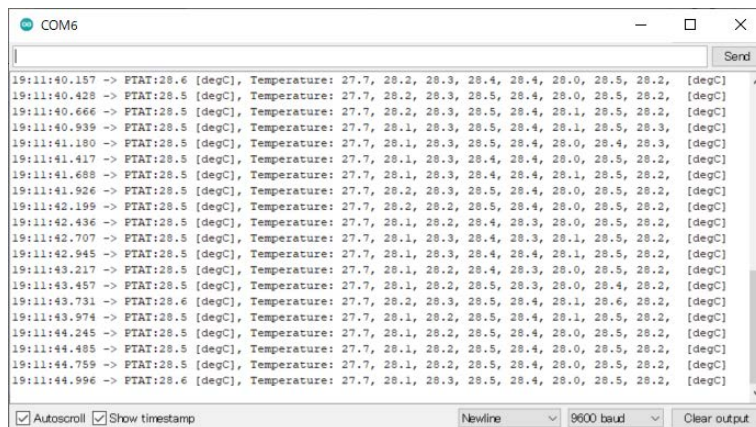 COM6
Send
19:11:40.157 -> PTAT:28.6 [degC], Temperature: 27.7, 28.2, 28.3, 28.4, 28.4, 28.0, 28.5, 28.2, [degC]
19:11:40.428 -> PTAT:28.5 [degC], Temperature: 27.7, 28.2, 28.3, 28.5, 28.4, 28.0, 28.5, 28.2, [degC]
19:11:40.666 -> PTAT:28.5 [degC], Temperature: 27.7, 28.2, 28.3, 28.5, 28.4, 28.1, 28.5, 28.2, [degC]
19:11:40.939 -> PTAT:28.5 [degC], Temperature: 27.7, 28.1, 28.3, 28.5, 28.4, 28.1, 28.5, 28.3, [degC]
19:11:41.180 -> PTAT:28.5 [degC], Temperature: 27.7, 28.1, 28.3, 28.5, 28.4, 28.0, 28.4, 28.3, [degC]
19:11:41.417 -> PTAT:28.5 [degC], Temperature: 27.7, 28.1, 28.3, 28.4, 28.4, 28.0, 28.5, 28.2, [degC]
19:11:41.688 -> PTAT:28.5 [degC], Temperature: 27.7, 28.1, 28.3, 28.4, 28.4, 28.1, 28.5, 28.2, [degC]
19:11:41.926 -> PTAT:28.5 [degC], Temperature: 27.7, 28.2, 28.2, 28.5, 28.4, 28.0, 28.5, 28.2, [degC]
19:11:42.199 -> PTAT:28.5 [degC], Temperature: 27.7, 28.2, 28.3, 28.5, 28.4, 28.0, 28.5, 28.2, [degC]
19:11:42.436 -> PTAT:28.5 [degC], Temperature: 27.7, 28.1, 28.2, 28.4, 28.3, 28.0, 28.5, 28.2, [degC]
19:11:42.707 -> PTAT:28.5 [degC], Temperature: 27.7, 28.1, 28.3, 28.4, 28.3, 28.1, 28.5, 28.2, [degC]
19:11:42.945 -> PTAT:28.5 [degC], Temperature: 27.7, 28.1, 28.3, 28.4, 28.4, 28.1, 28.5, 28.2, [degC]
19:11:43.217 -> PTAT:28.5 [degC], Temperature: 27.7, 28.1, 28.2, 28.4, 28.3, 28.0, 28.5, 28.2, [degC]
19:11:43.457 -> PTAT:28.5 [degC], Temperature: 27.7, 28.1, 28.3, 28.5, 28.4, 28.0, 28.4, 28.2, [degC]
19:11:43.731 -> PTAT:28.6 [degC], Temperature: 27.7, 28.2, 28.3, 28.5, 28.4, 28.1, 28.6, 28.2, [degC]
19:11:43.974 -> PTAT:28.5 [degC], Temperature: 27.7, 28.1, 28.2, 28.5, 28.4, 28.1, 28.5, 28.2, [degC]
19:11:44.245 -> PTAT:28.5 [degC], Temperature: 27.7, 28.1, 28.2, 28.5, 28.4, 28.0, 28.5, 28.2, [degC]
19:11:44.485 -> PTAT:28.5 [degC], Temperature: 27.7, 28.1, 28.2, 28.5, 28.4, 28.0, 28.5, 28.2, [degC]
19:11:44.759 -> PTAT:28.5 [degC], Temperature: 27.7, 28.1, 28.2, 28.5, 28.4, 28.0, 28.5, 28.2, [degC]
19:11:44.996 -> PTAT:28.6 [degC], Temperature: 27.7, 28.1, 28.3, 28.5, 28.4, 28.0, 28.5, 28.2, [degC]
Autoscroll Show timestamp Newline 9600 baud Clear output